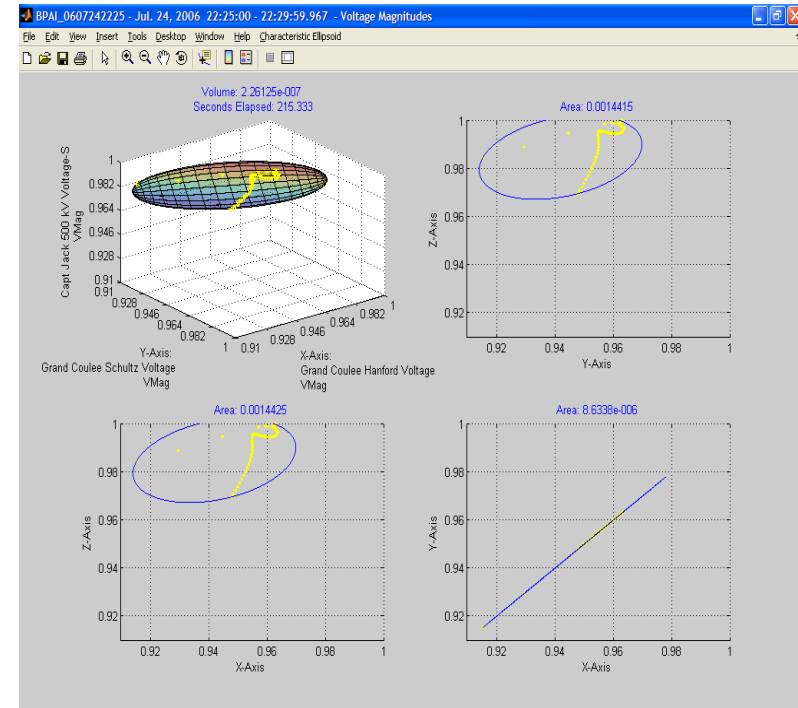 BPAI_0607242225 - Jul. 24, 2006 22:25:00 - 22:29:59.967 - Voltage Magnitudes
File Edit View Insert Tools Desktop Window Help Characteristic Ellipsoid
Volume: 2.26125e-007
Seconds Elapsed: 215.333
1
0.982
0.964
0.946
0.928
0.91
Capt Jack 500 kV Voltage-S
VMag
0.91
0.928
0.946
0.964
0.982
1
Y-Axis:
Grand Coulee Schultz Voltage
VMag
0.91
0.928
0.946
0.964
0.982
1
X-Axis:
Grand Coulee Hanford Voltage
VMag
Area: 0.0014415
1
0.98
0.96
0.94
0.92
Z-Axis
0.92 0.94 0.96 0.98 1
Y-Axis
Area: 0.0014425
1
0.98
0.96
0.94
0.92
Z-Axis
0.92 0.94 0.96 0.98 1
X-Axis
Area: 8.6338e-006
1
0.98
0.96
0.94
0.92
Y-Axis
0.92 0.94 0.96 0.98 1
X-Axis